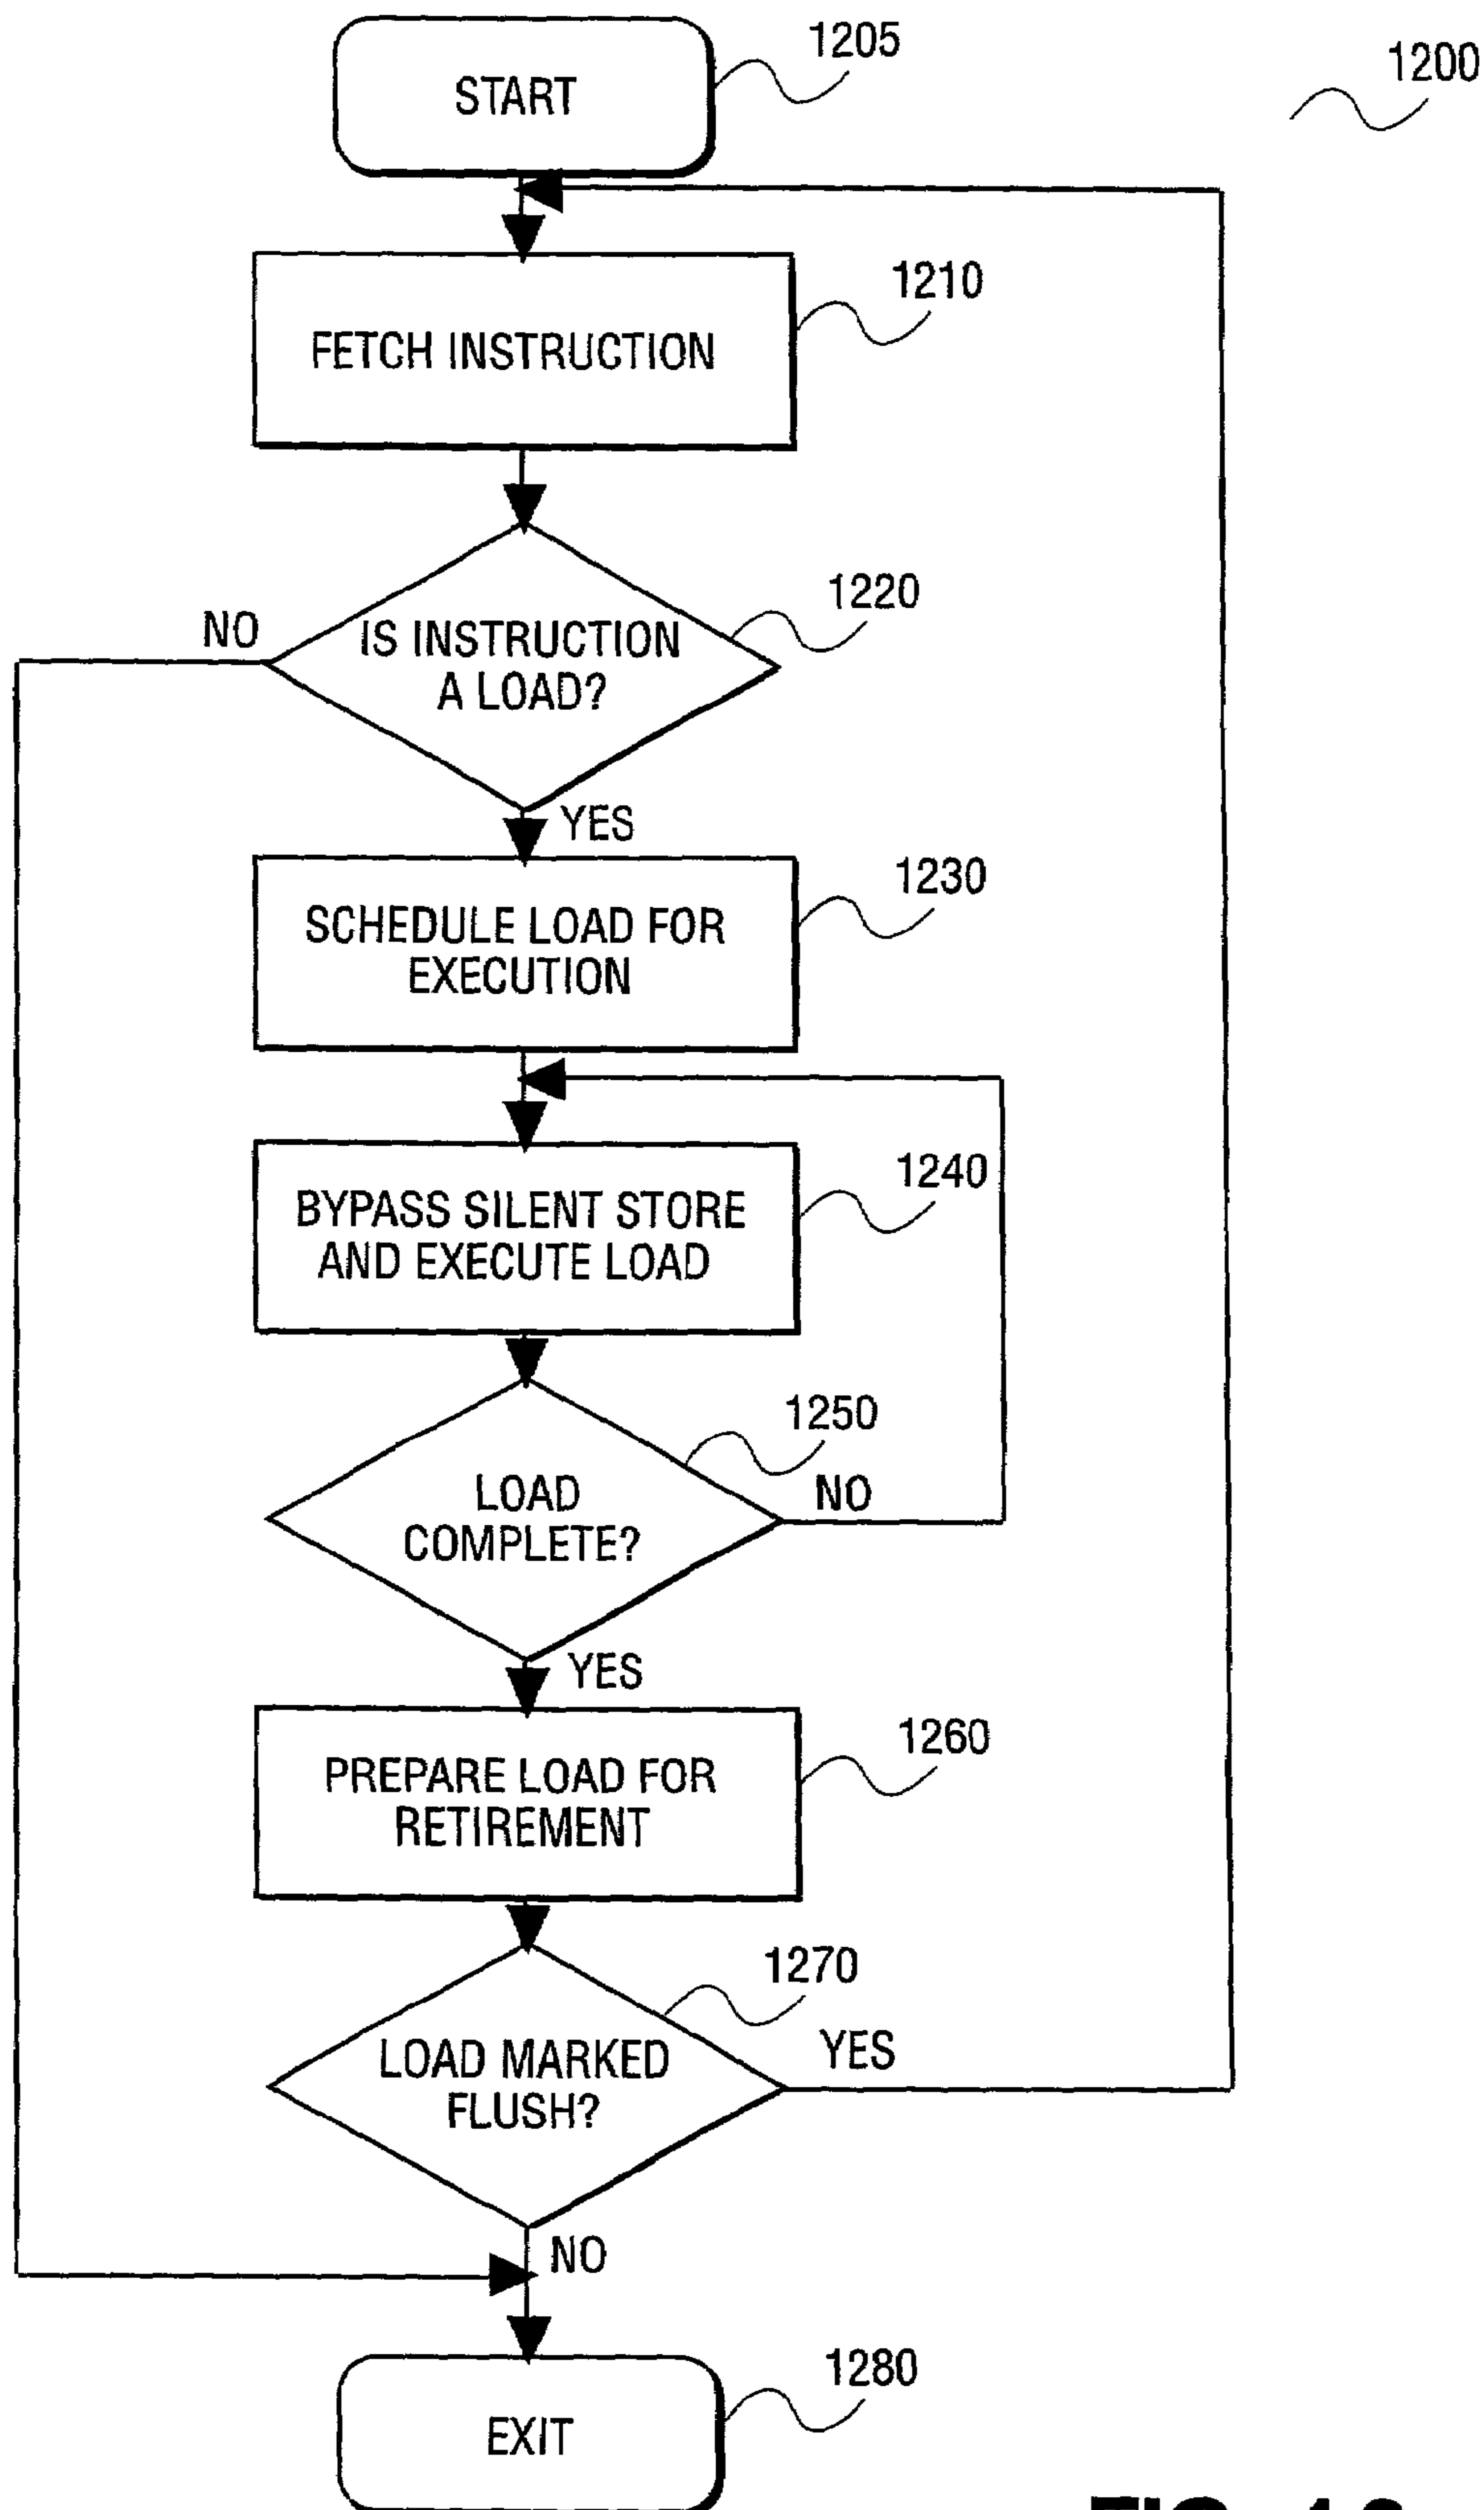 1205
1200
START
1210
FETCH INSTRUCTION
1220
NO
IS INSTRUCTION
A LOAD?
YES
1230
SCHEDULE LOAD FOR
EXECUTION
1240
BYPASS SILENT STORE
AND EXECUTE LOAD
1250
LOAD
COMPLETE?
NO
YES
1260
PREPARE LOAD FOR
RETIREMENT
1270
LOAD MARKED
FLUSH?
YES
NO
1280
EXIT